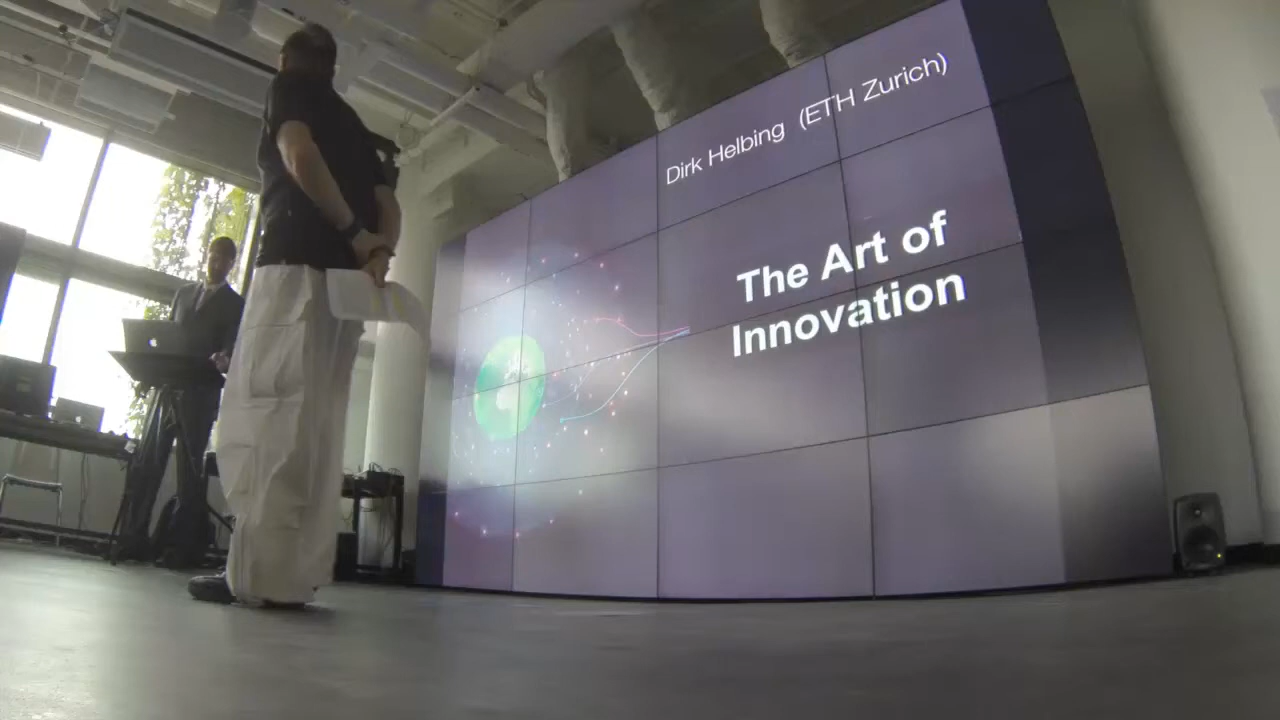 Dirk Helbing (ETH Zurich)
The Art of
Innovation